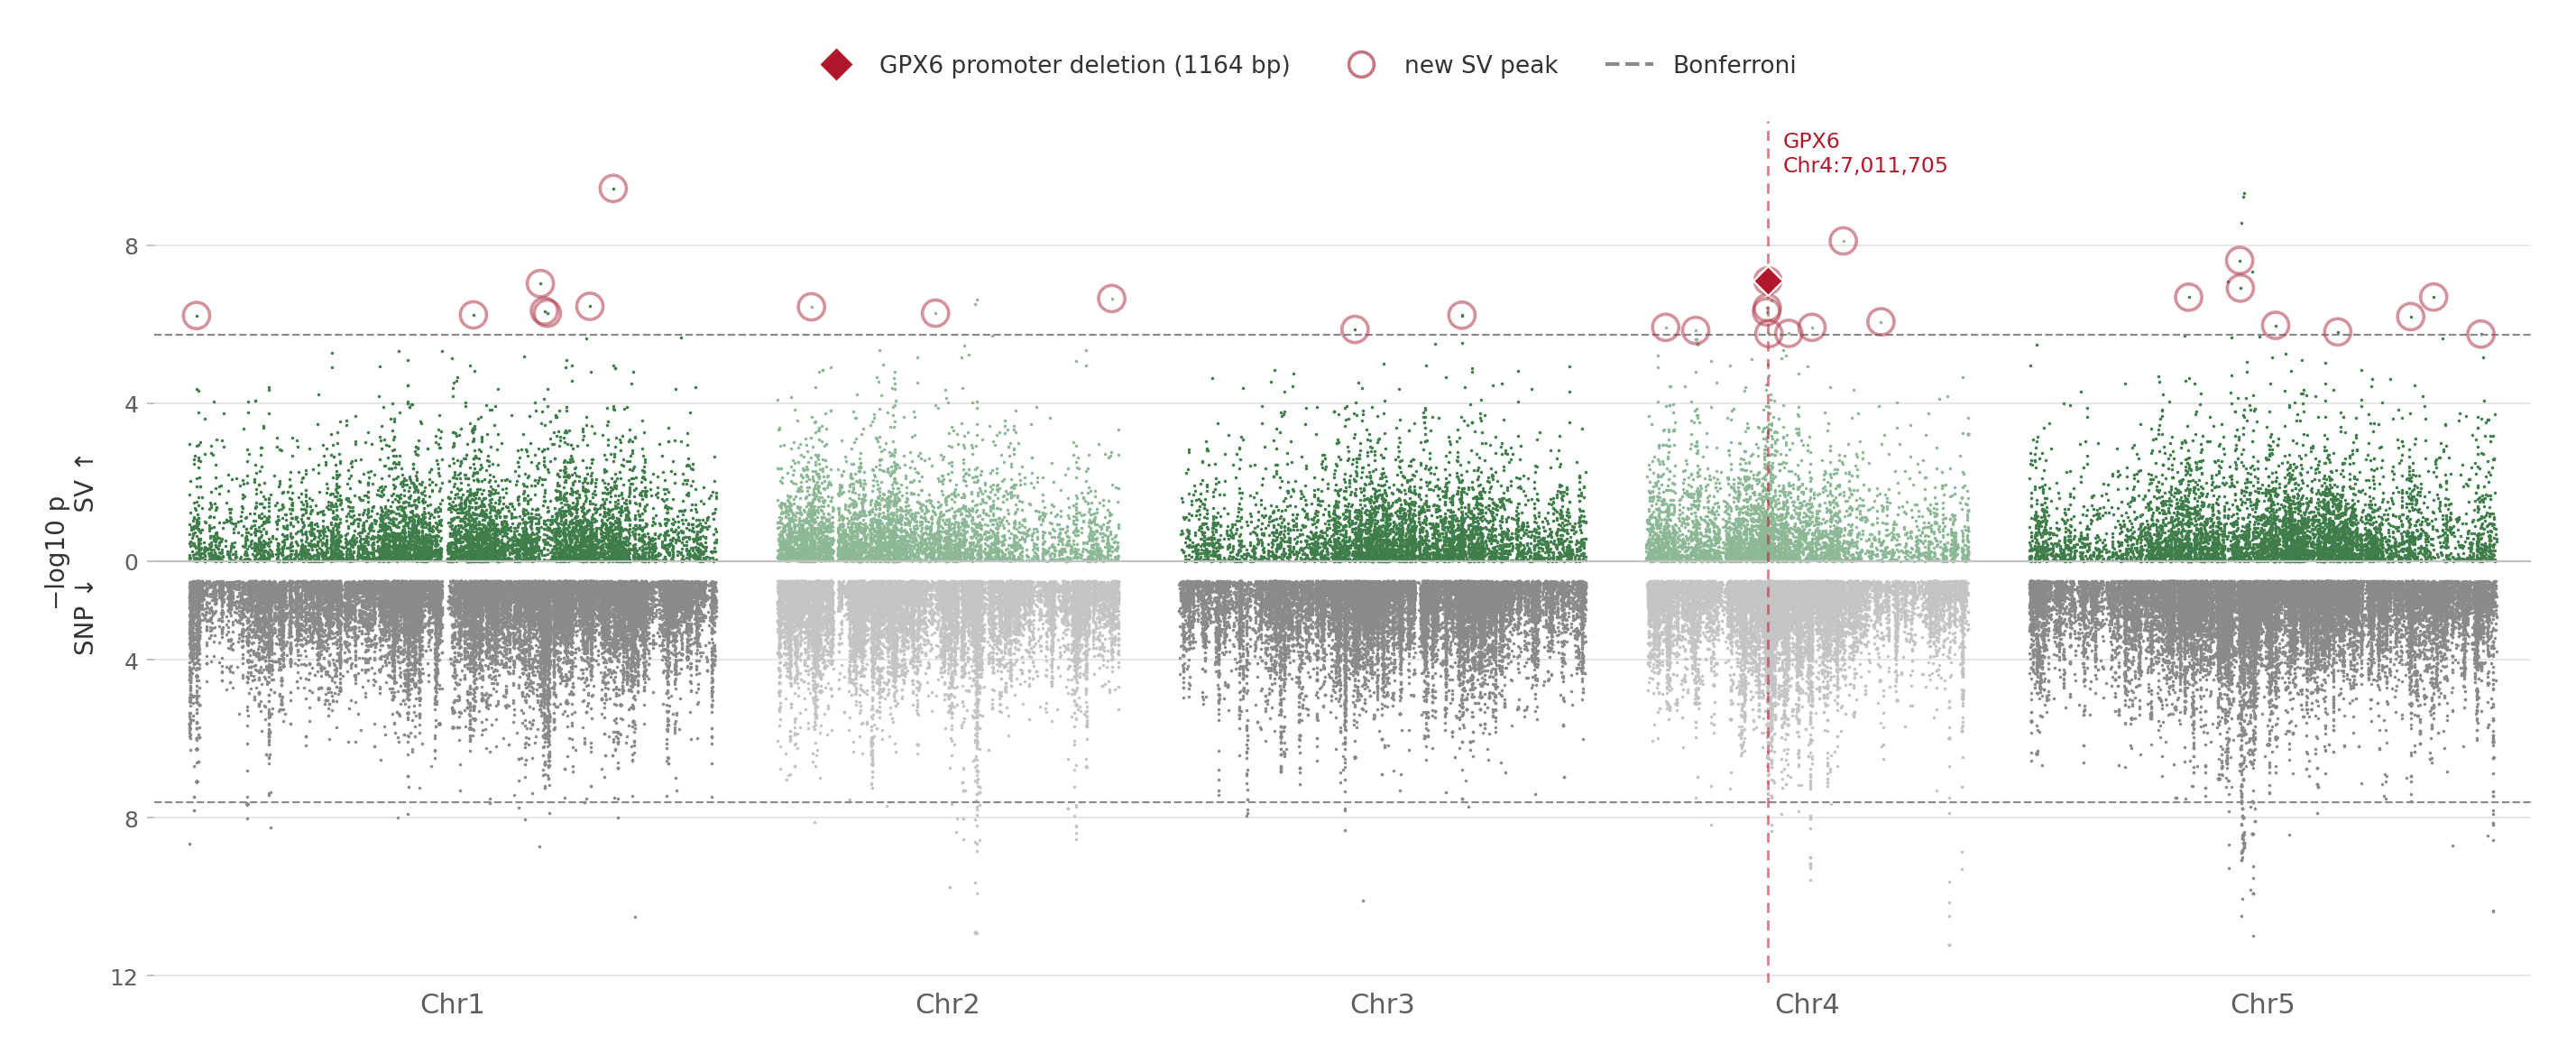 GPX6 promoter deletion (1164 bp)
new SV peak
Bonferroni
GPX6
Chr4:7,011,705
8
4
0
4
8
12
−log10 p
SNP ↓ SV ↑
Chr1
Chr2
Chr3
Chr4
Chr5